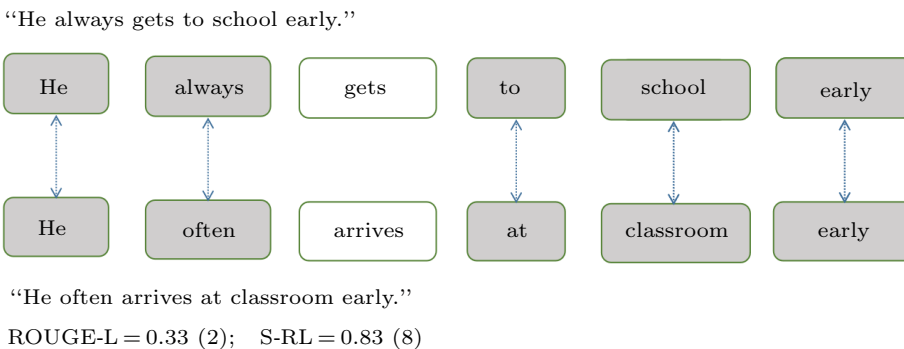 “He always gets to school early.”
He always gets to school early
He often arrives at classroom early
“He often arrives at classroom early.”
ROUGE-L = 0.33 (2); S-RL = 0.83 (8)